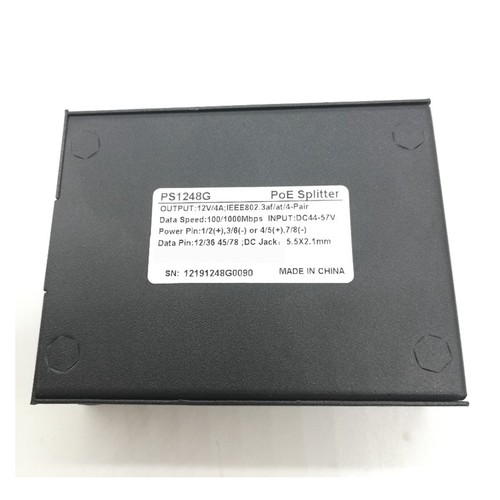 PS1248G PoE Splitter
OUTPUT:12V/4A;IEEE802.3af/at/4-Pair
Data Speed:100/1000Mbps INPUT:DC44-57V
Power Pin:1/2(+),3/6(-) or 4/5(+),7/8(-)
Data Pin:12/36 45/78 ;DC Jack: 5.5X2.1mm
SN: 12191248G0090 MADE IN CHINA